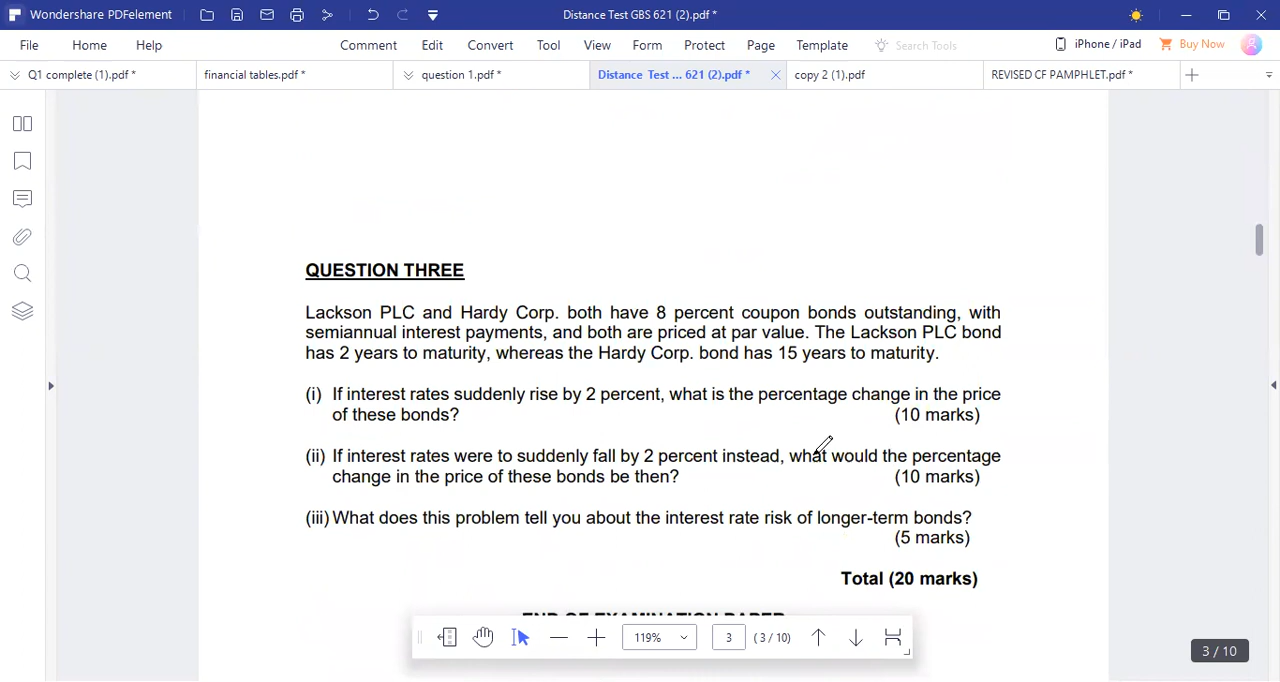 Wondershare PDFelement
Distance Test GBS 621 (2).pdf *
File Home Help Comment Edit Convert Tool View Form Protect Page Template Search Tools iPhone / iPad Buy Now
Q1 complete (1).pdf * financial tables.pdf * question 1.pdf * Distance Test ... 621 (2).pdf * copy 2 (1).pdf REVISED CF PAMPHLET.pdf *
QUESTION THREE
Lackson PLC and Hardy Corp. both have 8 percent coupon bonds outstanding, with
semiannual interest payments, and both are priced at par value. The Lackson PLC bond
has 2 years to maturity, whereas the Hardy Corp. bond has 15 years to maturity.
(i) If interest rates suddenly rise by 2 percent, what is the percentage change in the price
of these bonds? (10 marks)
(ii) If interest rates were to suddenly fall by 2 percent instead, what would the percentage
change in the price of these bonds be then? (10 marks)
(iii) What does this problem tell you about the interest rate risk of longer-term bonds?
(5 marks)
Total (20 marks)
END OF EXAMINATION PAPER
119% 3 (3 / 10)
3 / 10